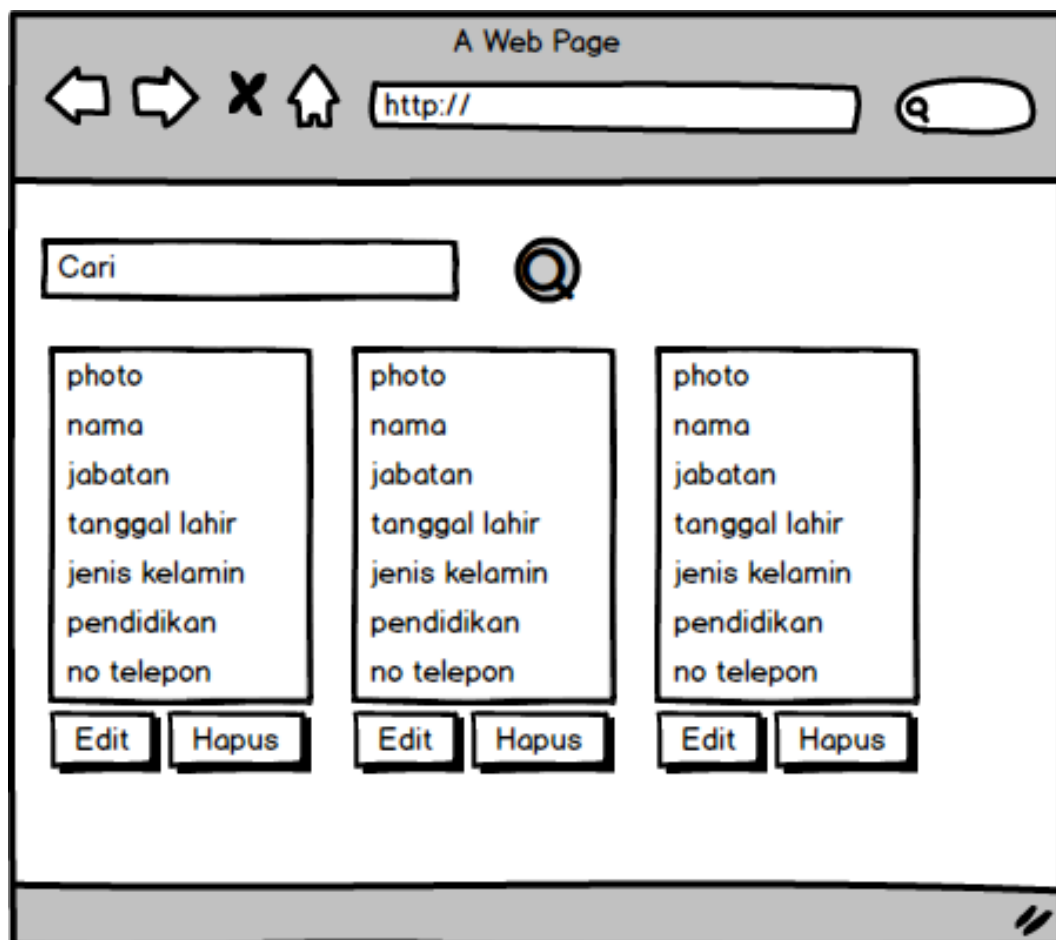 A Web Page
http://
Cari
photo
nama
jabatan
tanggal lahir
jenis kelamin
pendidikan
no telepon
Edit Hapus
photo
nama
jabatan
tanggal lahir
jenis kelamin
pendidikan
no telepon
Edit Hapus
photo
nama
jabatan
tanggal lahir
jenis kelamin
pendidikan
no telepon
Edit Hapus